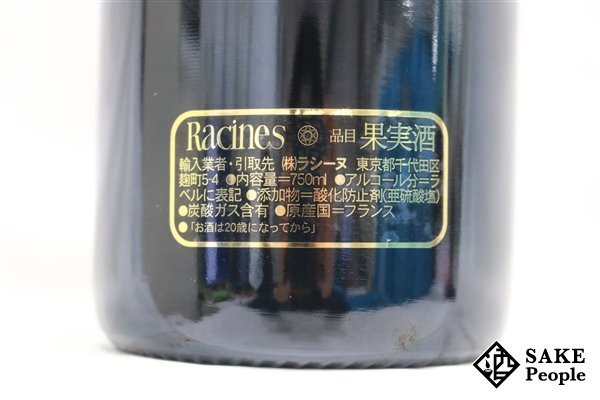 Racines 品目 果実酒
輸入業者・引取先 ㈱ラシーヌ 東京都千代田区
麹町5-4 ●内容量=750ml ●アルコール分=ラ
ベルに表記 ●添加物=酸化防止剤(亜硫酸塩)
●炭酸ガス含有 ●原産国=フランス
●「お酒は20歳になってから」
SAKE
People